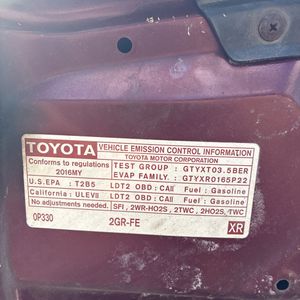 TOYOTA VEHICLE EMISSION CONTROL INFORMATION
TOYOTA MOTOR CORPORATION
Conforms to regulations
2016MY
TEST GROUP : GTYXT03.5BER
EVAP FAMILY. : GTYXR0165P22
U.S.EPA : T2B5 LDT2 OBD : CAII Fuel : Gasoline
California : ULEVII LDT2 OBD : CAII Fuel : Gasoline
No adjustments needed. SFI , 2WR-HO2S , 2TWC , 2HO2S, TWC
0P330 2GR-FE
XR